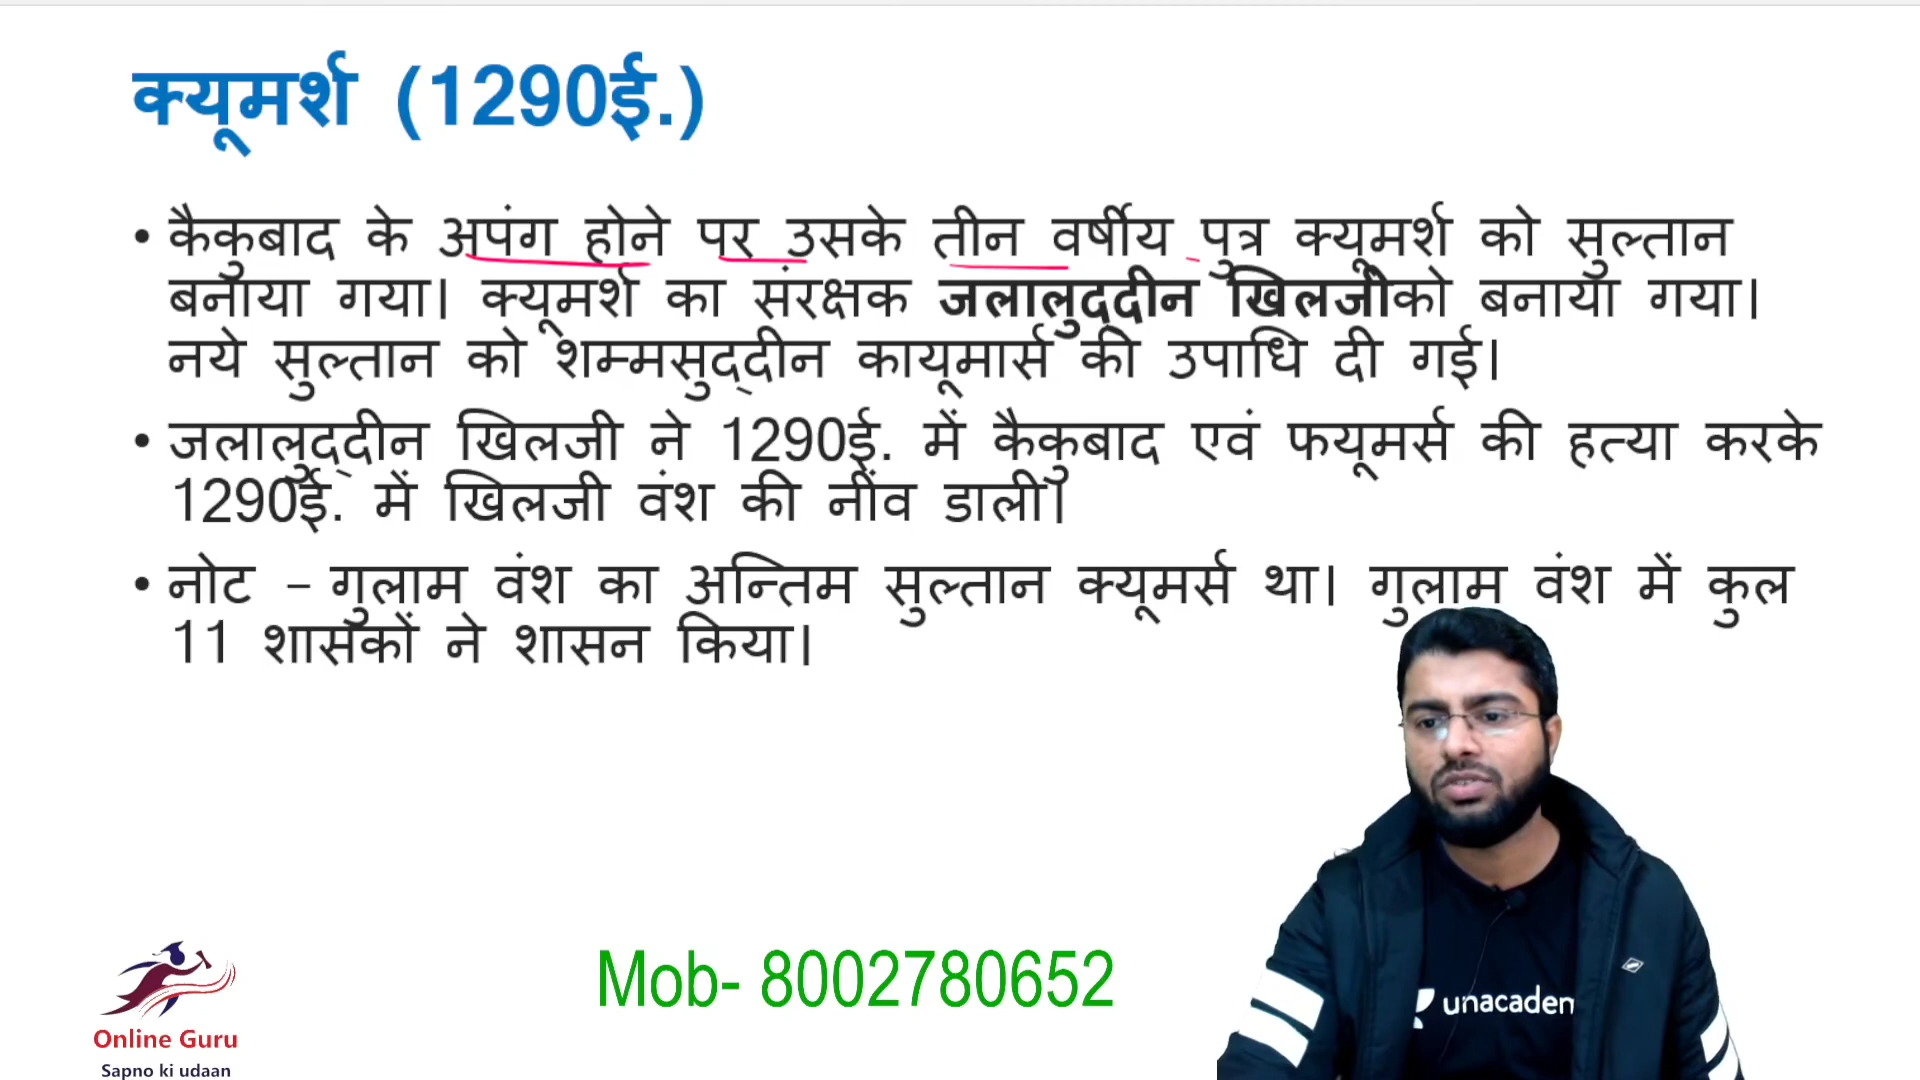 क्यूमर्श (1290ई.)
• कैकुबाद के अपंग होने पर उसके तीन वर्षीय पुत्र क्यूमर्श को सुल्तान
बनाया गया। क्यूमर्श का संरक्षक जलालुद्दीन खिलजीको बनाया गया।
नये सुल्तान को शम्मसुद्दीन कायूमार्स की उपाधि दी गई।
• जलालुद्दीन खिलजी ने 1290ई. में कैकुबाद एवं फयूमर्स की हत्या करके
1290ई. में खिलजी वंश की नींव डाली।
• नोट – गुलाम वंश का अन्तिम सुल्तान क्यूमर्स था। गुलाम वंश में कुल
11 शासकों ने शासन किया।
Mob- 8002780652
unacadem
Online Guru
Sapno ki udaan